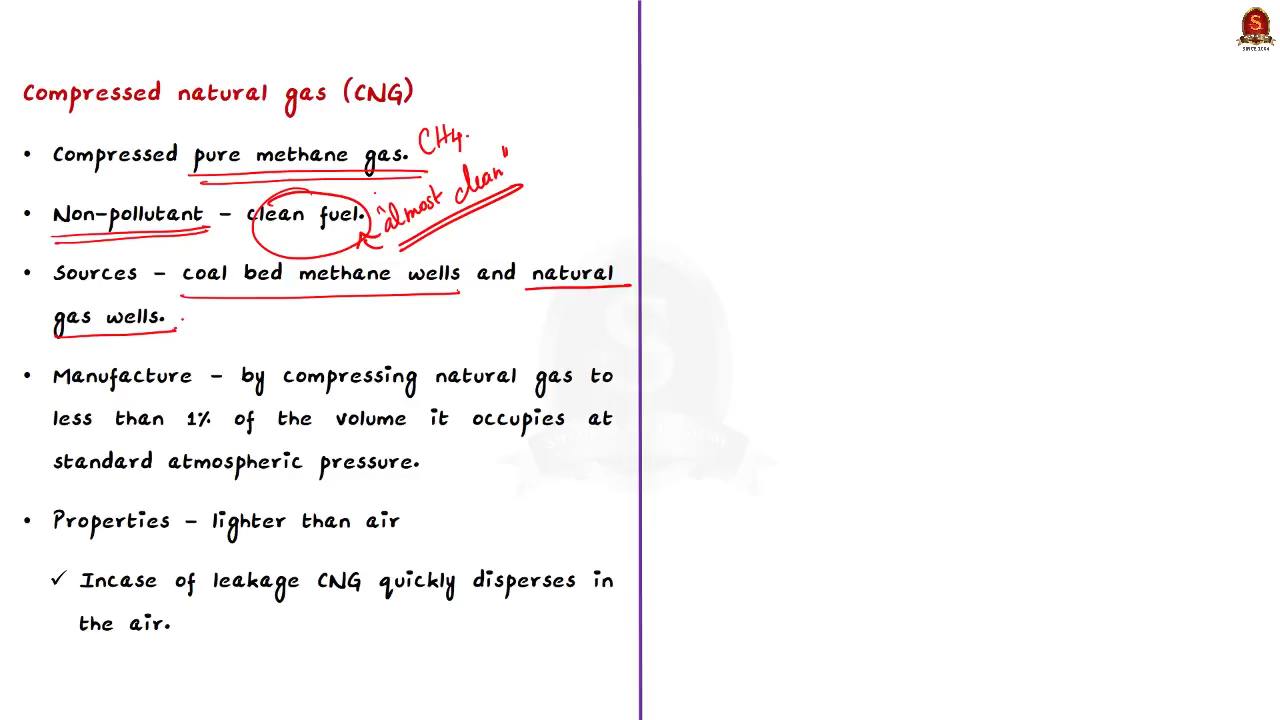 Compressed natural gas (CNG)
• Compressed pure methane gas. CH4.
• Non-pollutant - clean fuel. "almost clean"
• Sources - coal bed methane wells and natural
gas wells.
• Manufacture - by compressing natural gas to
less than 1% of the volume it occupies at
standard atmospheric pressure.
• Properties - lighter than air
✓ Incase of leakage CNG quickly disperses in
the air.